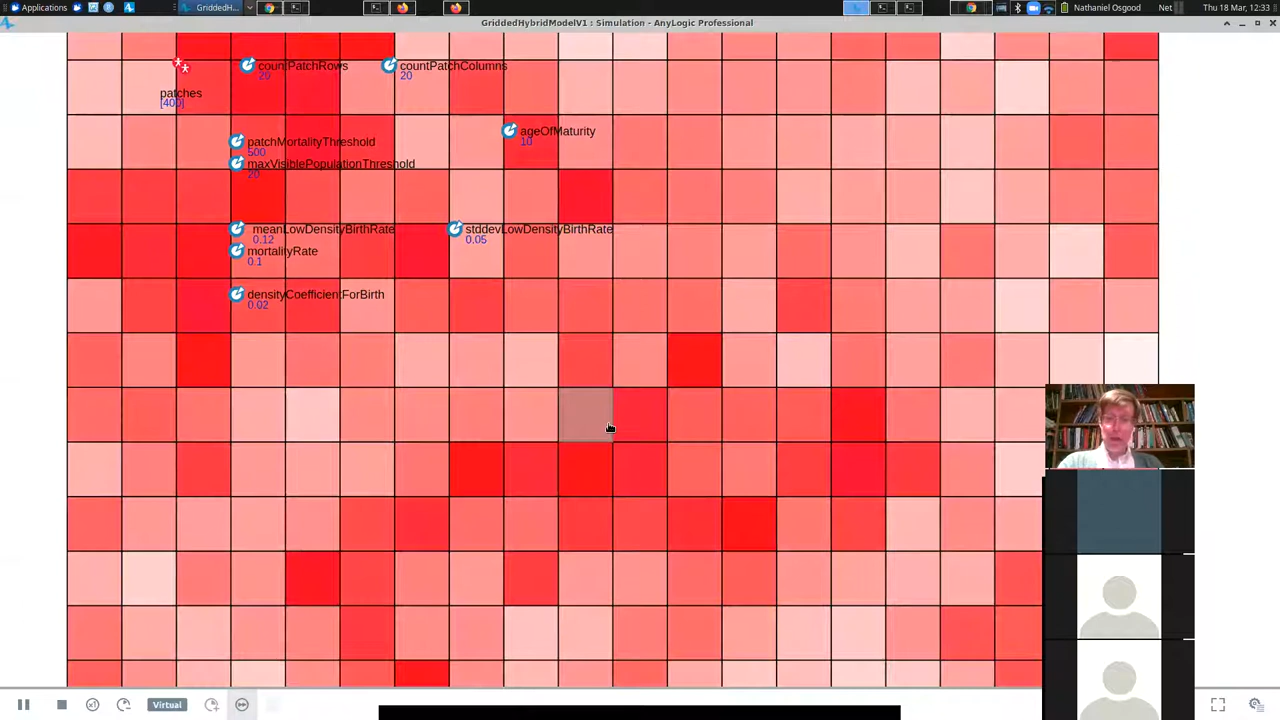 Applications
GriddedH...
Nathaniel Osgood
Net
Thu 18 Mar, 12:33
GriddedHybridModelV1 : Simulation - AnyLogic Professional
countPatchRows
20
countPatchColumns
20
patches
[400]
ageOfMaturity
10
patchMortalityThreshold
500
maxVisiblePopulationThreshold
20
meanLowDensityBirthRate
0.12
stddevLowDensityBirthRate
0.05
mortalityRate
0.1
densityCoefficientForBirth
0.02
x1
Virtual